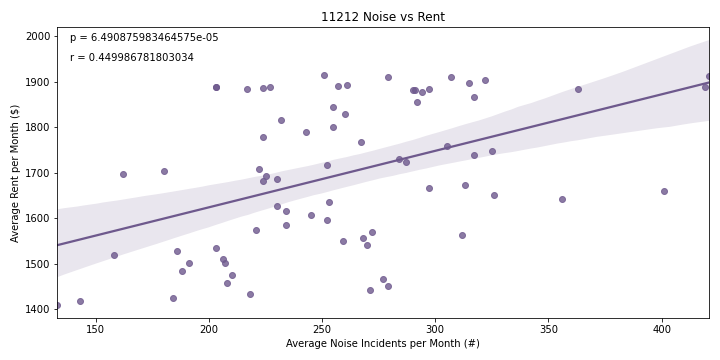 11212 Noise vs Rent
p = 6.490875983464575e-05
r = 0.449986781803034
2000
1900
1800
1700
1600
1500
1400
Average Rent per Month ($)
150
200
250
300
350
400
Average Noise Incidents per Month (#)